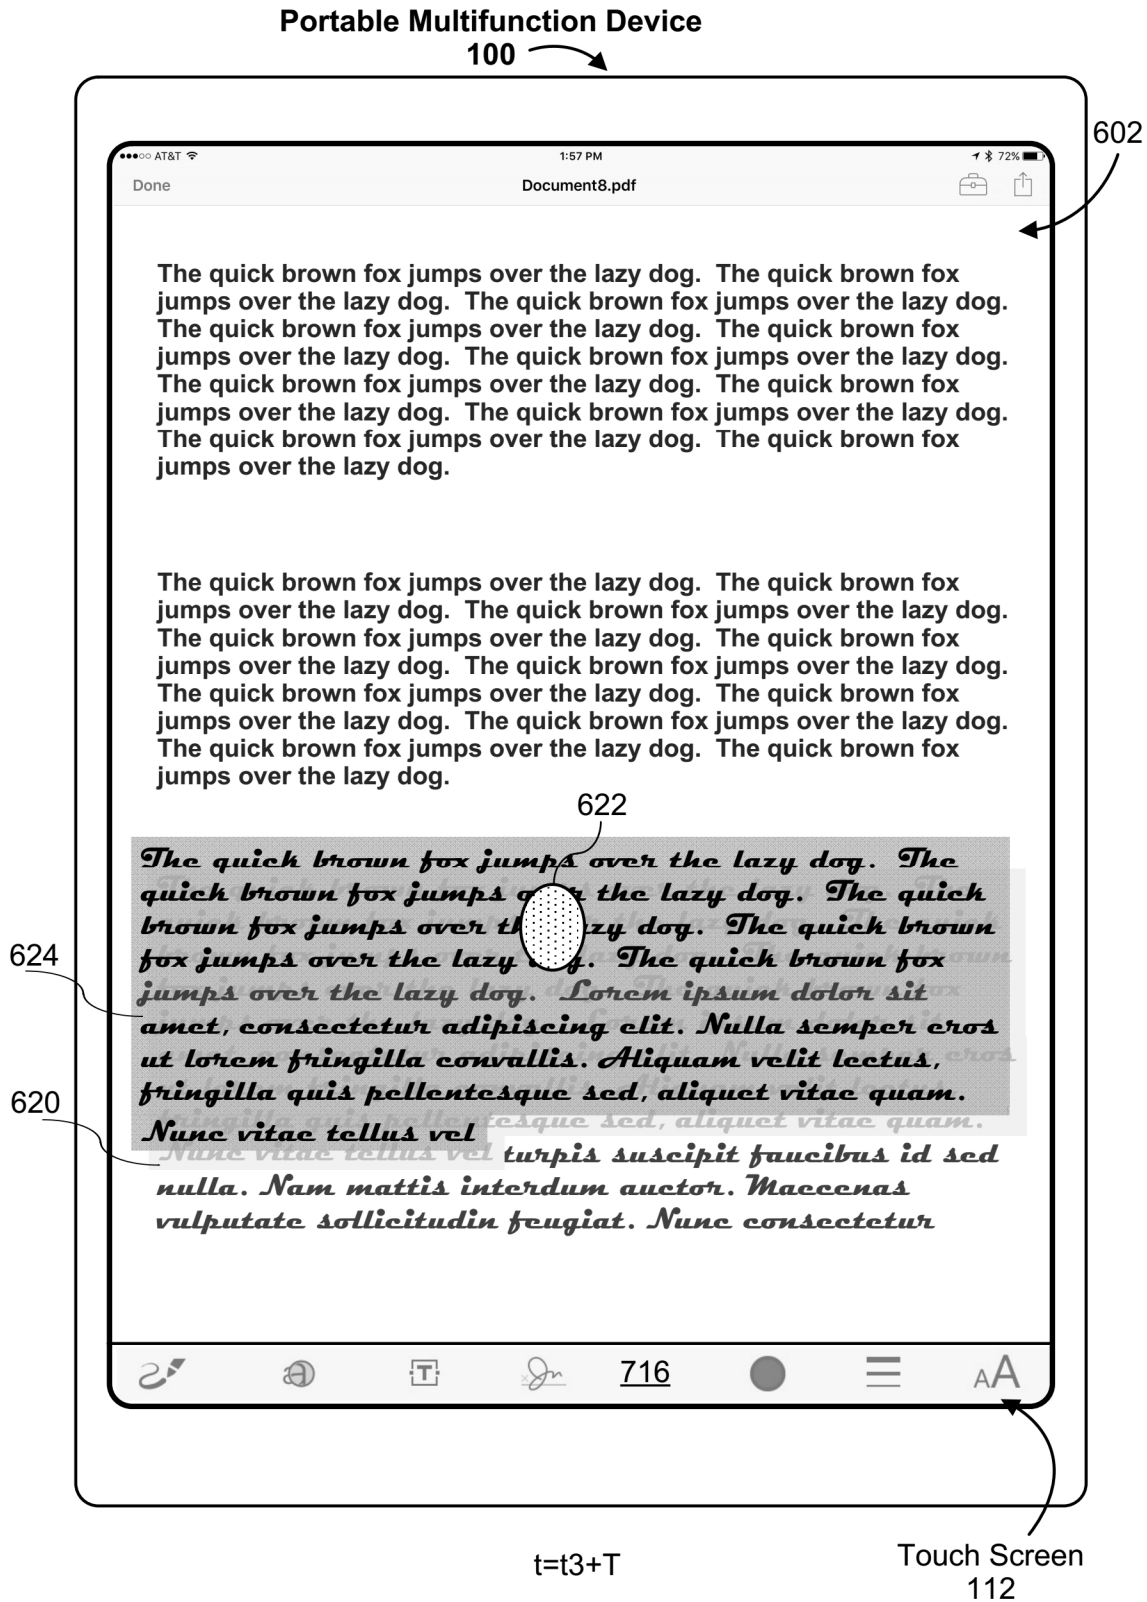 Portable Multifunction Device
100
602
AT&T
1:57 PM
72%
Done
Document8.pdf
The quick brown fox jumps over the lazy dog. The quick brown fox
jumps over the lazy dog. The quick brown fox jumps over the lazy dog.
The quick brown fox jumps over the lazy dog. The quick brown fox
jumps over the lazy dog. The quick brown fox jumps over the lazy dog.
The quick brown fox jumps over the lazy dog. The quick brown fox
jumps over the lazy dog. The quick brown fox jumps over the lazy dog.
The quick brown fox jumps over the lazy dog. The quick brown fox
jumps over the lazy dog.
The quick brown fox jumps over the lazy dog. The quick brown fox
jumps over the lazy dog. The quick brown fox jumps over the lazy dog.
The quick brown fox jumps over the lazy dog. The quick brown fox
jumps over the lazy dog. The quick brown fox jumps over the lazy dog.
The quick brown fox jumps over the lazy dog. The quick brown fox
jumps over the lazy dog. The quick brown fox jumps over the lazy dog.
The quick brown fox jumps over the lazy dog. The quick brown fox
jumps over the lazy dog.
622
The quick brown fox jumps over the lazy dog. The
quick brown fox jumps the lazy dog. The quick
brown fox jumps over dog. The quick brown
fox jumps over the lazy The quick brown fox
jumps over the lazy dog. Lorem ipsum dolor sit
amet, consectetur adipiscing elit. Nulla semper eros
ut lorem fringilla convallis. Aliquam velit lectus,
fringilla quis pellentesque sed, aliquet vitae quam.
Nunc vitae tellus vel
624
620
turpis suscipit faucibus id sed
nulla. Nam mattis interdum auctor. Maecenas
vulputate sollicitudin feugiat. Nunc consectetur
T
716
AA
t=t3+T
Touch Screen
112